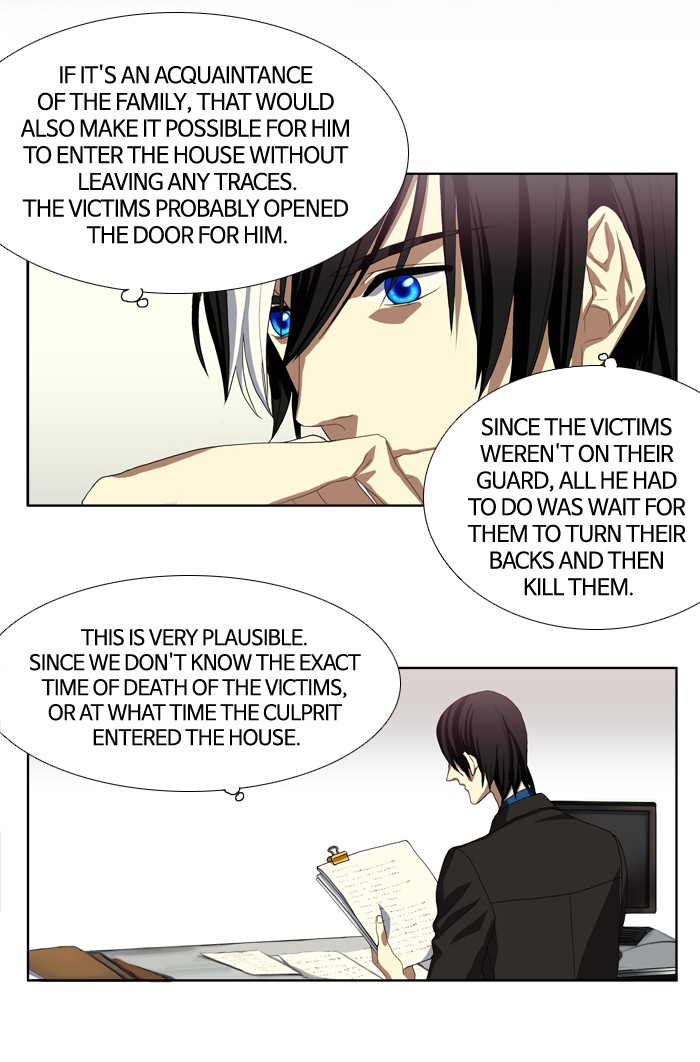 IF IT'S AN ACQUAINTANCE
OF THE FAMILY, THAT WOULD
ALSO MAKE IT POSSIBLE FOR HIM
TO ENTER THE HOUSE WITHOUT
LEAVING ANY TRACES.
THE VICTIMS PROBABLY OPENED
THE DOOR FOR HIM.
SINCE THE VICTIMS
WEREN'T ON THEIR
GUARD, ALL HE HAD
TO DO WAS WAIT FOR
THEM TO TURN THEIR
BACKS AND THEN
KILL THEM.
THIS IS VERY PLAUSIBLE.
SINCE WE DON'T KNOW THE EXACT
TIME OF DEATH OF THE VICTIMS,
OR AT WHAT TIME THE CULPRIT
ENTERED THE HOUSE.